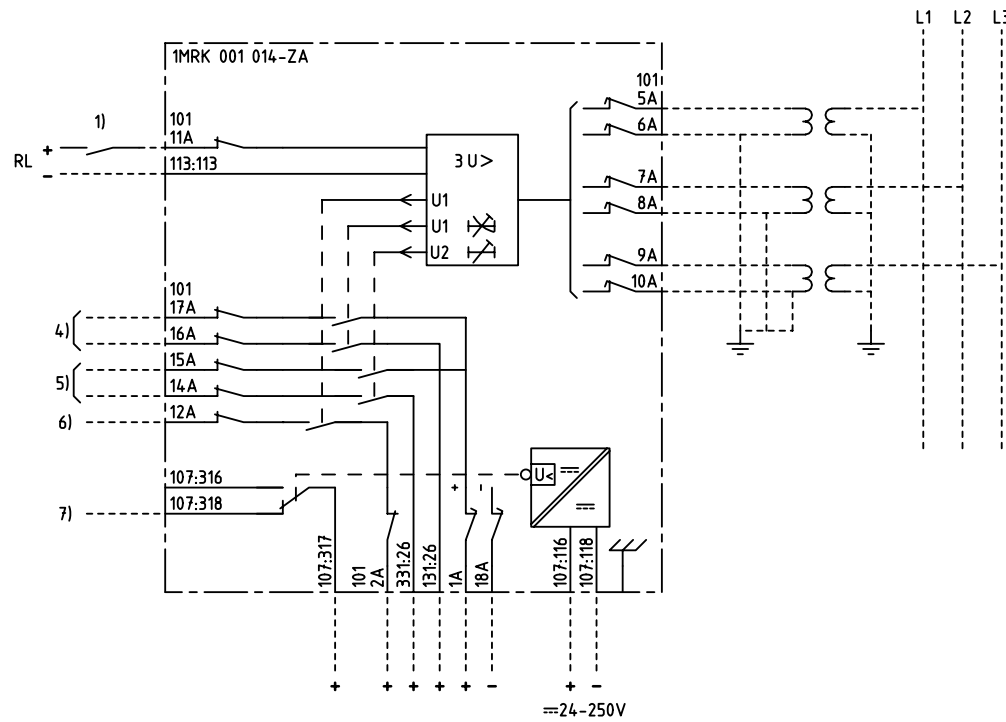 L1 L2 L3
1MRK 001 014-ZA
101
5A
6A
7A
8A
9A
10A
1)
RL + −
101
11A
113:113
3U>
U1
U1
U2
101
17A
4)
16A
15A
5)
14A
6)
12A
107:316
7)
107:318
U<
+ −
107:317
101
2A
331:26
131:26
1A
18A
107:116
107:118
+ + + + + − + −
24-250V